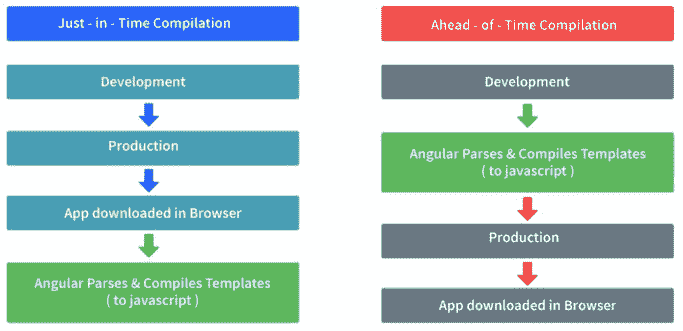 Just - in - Time Compilation
Development
Production
App downloaded in Browser
Angular Parses & Compiles Templates
( to javascript )
Ahead - of - Time Compilation
Development
Angular Parses & Compiles Templates
( to javascript )
Production
App downloaded in Browser